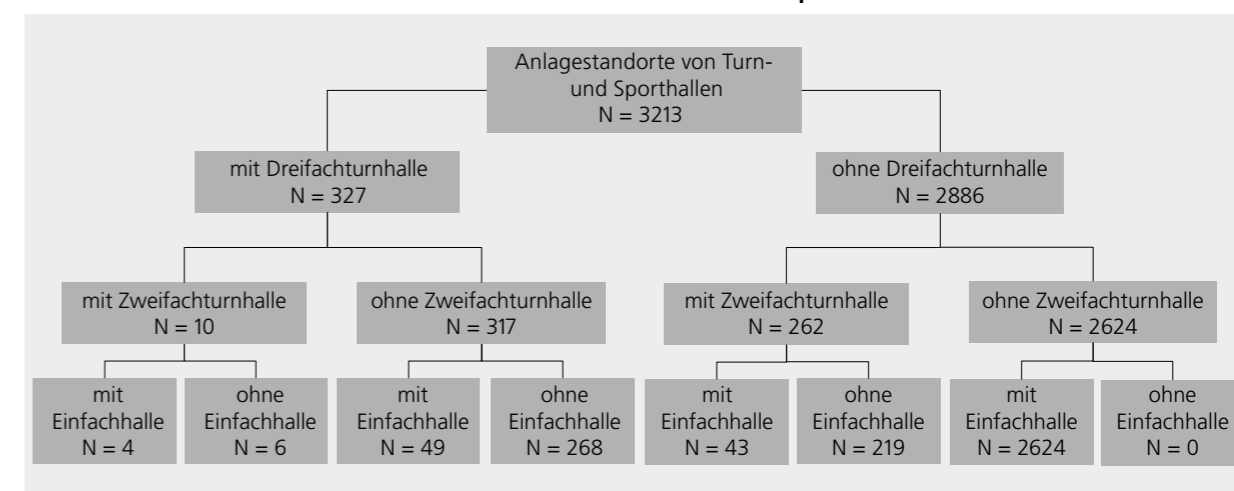 Anlagestandorte von Turn-
und Sporthallen
N = 3213
mit Dreifachturnhalle
N = 327
ohne Dreifachturnhalle
N = 2886
mit Zweifachturnhalle
N = 10
ohne Zweifachturnhalle
N = 317
mit Zweifachturnhalle
N = 262
ohne Zweifachturnhalle
N = 2624
mit
Einfachhalle
N = 4
ohne
Einfachhalle
N = 6
mit
Einfachhalle
N = 49
ohne
Einfachhalle
N = 268
mit
Einfachhalle
N = 43
ohne
Einfachhalle
N = 219
mit
Einfachhalle
N = 2624
ohne
Einfachhalle
N = 0